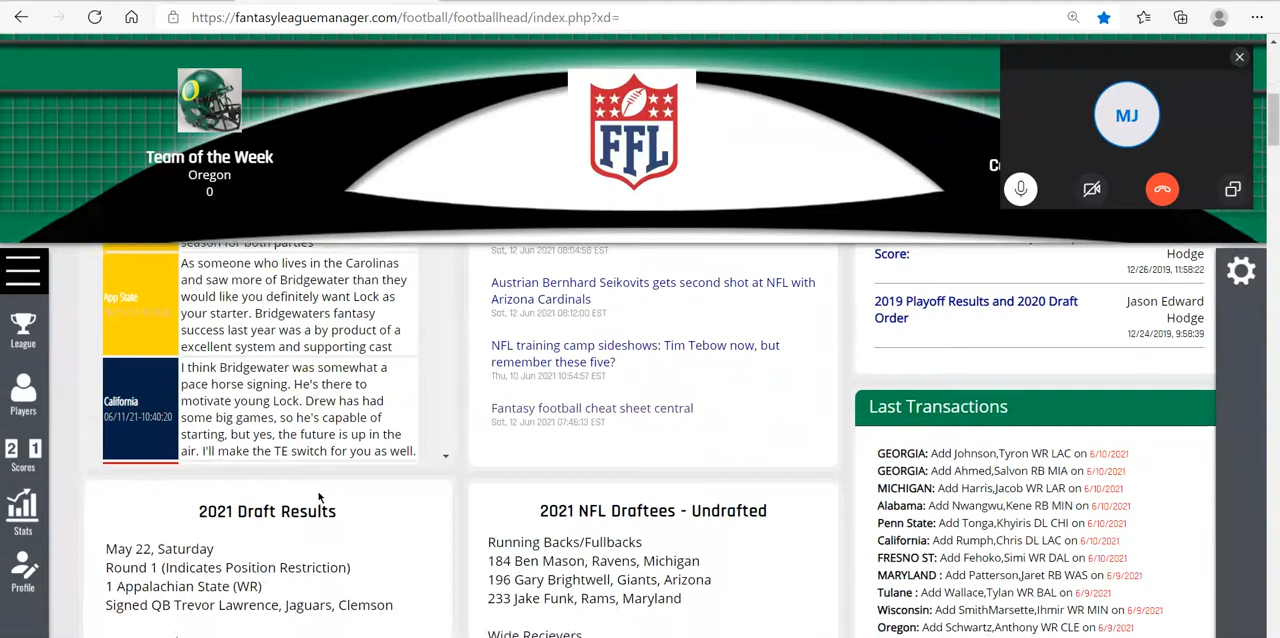 https://fantasyleaguemanager.com/football/footballhead/index.php?xd=
Team of the Week
Oregon
0
FFL
MJ
League
Players
2 1
Scores
Stats
Profile
season for both parties
App State
As someone who lives in the Carolinas
and saw more of Bridgewater than they
would like you definitely want Lock as
your starter. Bridgewaters fantasy
success last year was a by product of a
excellent system and supporting cast
California
06/11/21-10:40:20
I think Bridgewater was somewhat a
pace horse signing. He's there to
motivate young Lock. Drew has had
some big games, so he's capable of
starting, but yes, the future is up in the
air. I'll make the TE switch for you as well.
Sat, 12 Jun 2021 08:04:58 EST
Austrian Bernhard Seikovits gets second shot at NFL with
Arizona Cardinals
Sat, 12 Jun 2021 08:12:00 EST
NFL training camp sideshows: Tim Tebow now, but
remember these five?
Thu, 10 Jun 2021 10:54:57 EST
Fantasy football cheat sheet central
Sat, 12 Jun 2021 07:46:13 EST
Score:
Hodge
12/26/2019, 11:58:22
2019 Playoff Results and 2020 Draft
Order
Jason Edward
Hodge
12/24/2019, 9:58:39
Last Transactions
GEORGIA: Add Johnson,Tyron WR LAC on 6/10/2021
GEORGIA: Add Ahmed,Salvon RB MIA on 6/10/2021
MICHIGAN: Add Harris,Jacob WR LAR on 6/10/2021
Alabama: Add Nwangwu,Kene RB MIN on 6/10/2021
Penn State: Add Tonga,Khyiris DL CHI on 6/10/2021
California: Add Rumph,Chris DL LAC on 6/10/2021
FRESNO ST: Add Fehoko,Simi WR DAL on 6/10/2021
MARYLAND : Add Patterson,Jaret RB WAS on 6/9/2021
Tulane : Add Wallace,Tylan WR BAL on 6/9/2021
Wisconsin: Add SmithMarsette,Ihmir WR MIN on 6/9/2021
Oregon: Add Schwartz,Anthony WR CLE on 6/9/2021
2021 Draft Results
May 22, Saturday
Round 1 (Indicates Position Restriction)
1 Appalachian State (WR)
Signed QB Trevor Lawrence, Jaguars, Clemson
2021 NFL Draftees - Undrafted
Running Backs/Fullbacks
184 Ben Mason, Ravens, Michigan
196 Gary Brightwell, Giants, Arizona
233 Jake Funk, Rams, Maryland
Wide Recievers